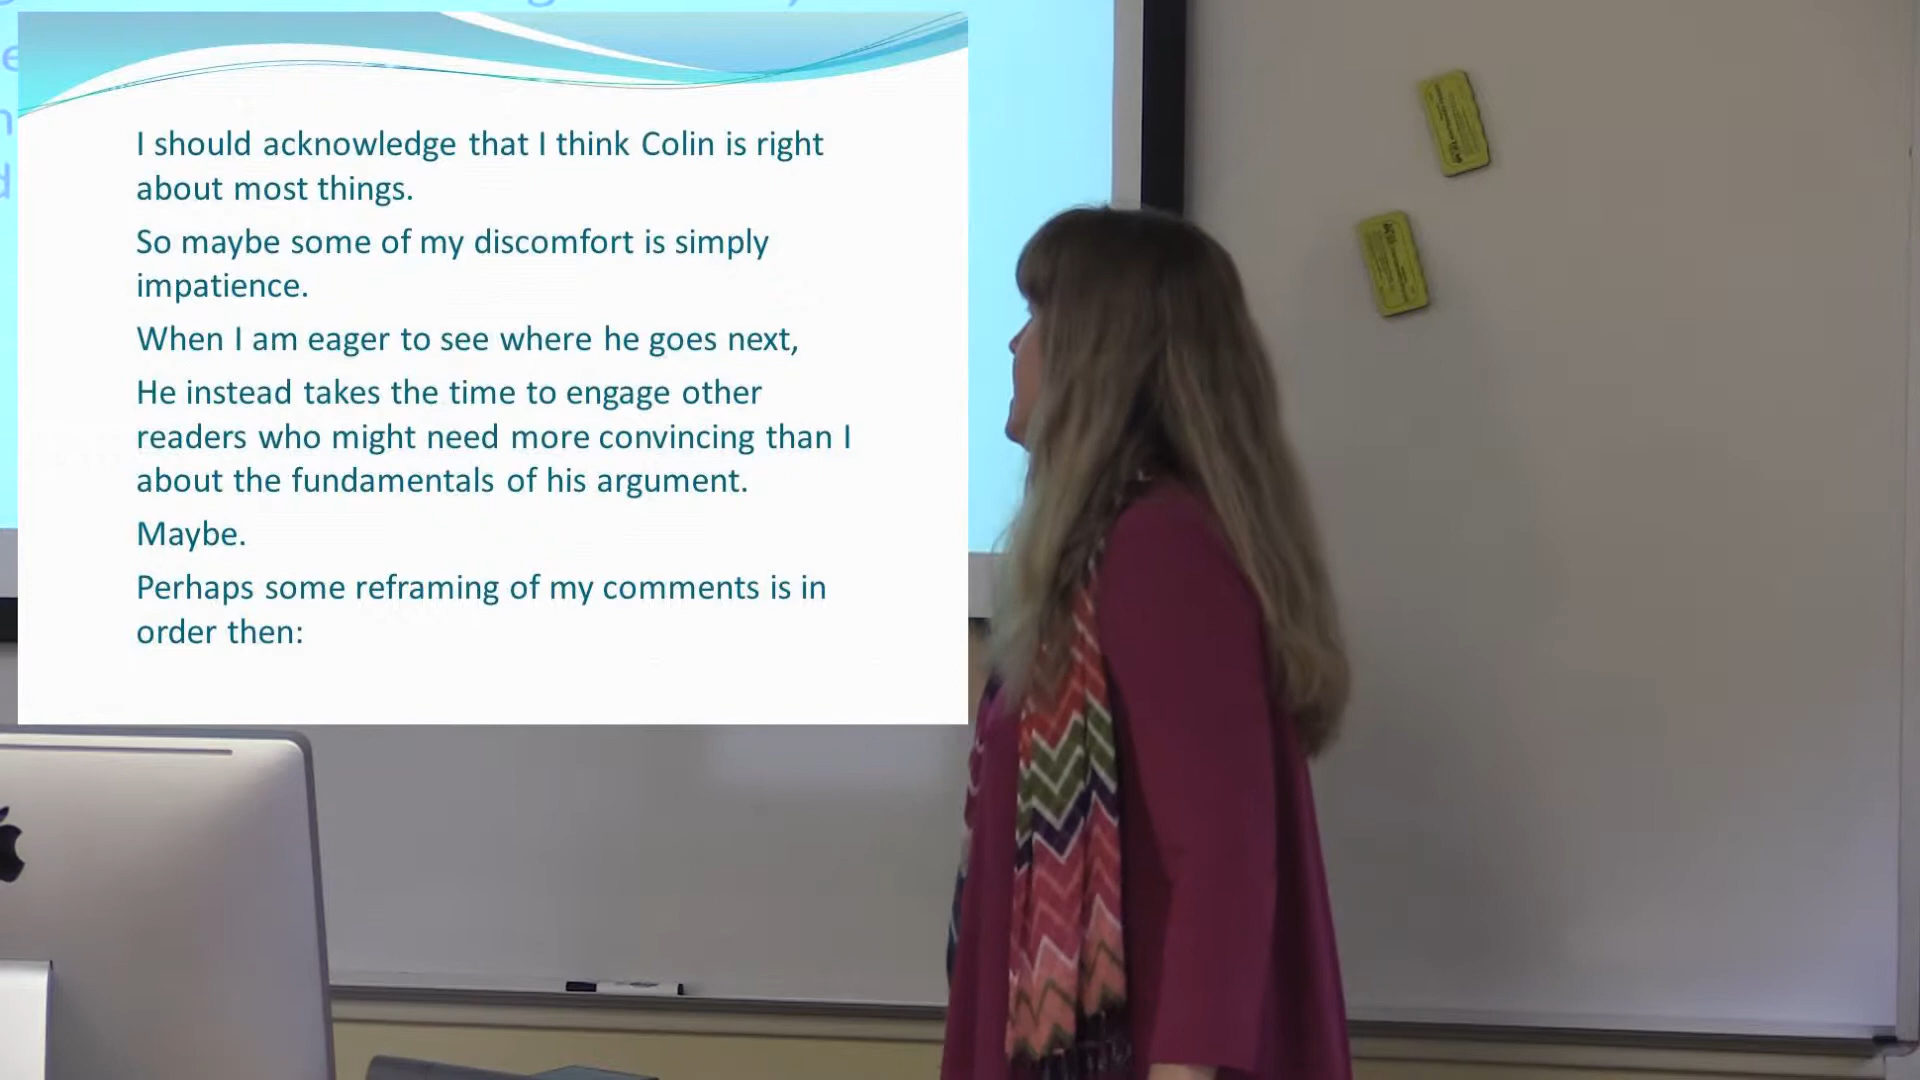 I should acknowledge that I think Colin is right
about most things.
So maybe some of my discomfort is simply
impatience.
When I am eager to see where he goes next,
He instead takes the time to engage other
readers who might need more convincing than I
about the fundamentals of his argument.
Maybe.
Perhaps some reframing of my comments is in
order then: